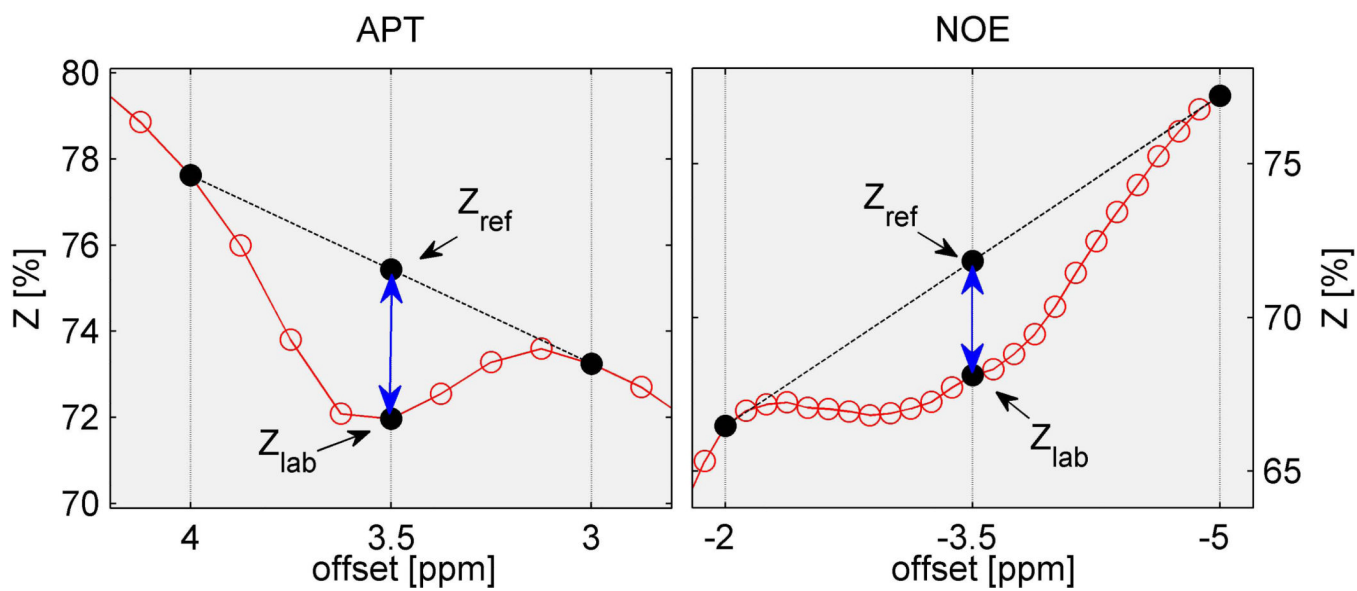 APT
NOE
80
78
76
74
72
70
Z [%]
Z_ref
Z_lab
4
3.5
3
offset [ppm]
Z_ref
Z_lab
75
70
65
Z [%]
-2
-3.5
-5
offset [ppm]